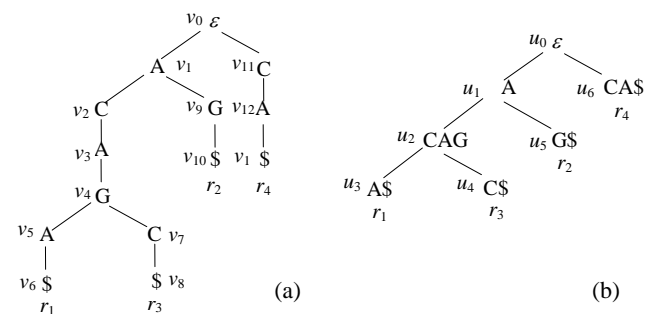 v0 ε
A v1
v11 C
v2 C
v9 G
v12 A
v3 A
v10 $
v1 $
r2
r4
v4 G
v5 A
C v7
v6 $
$ v8
r1
r3
(a)
u0 ε
u1 A
u6 CA$
r4
u2 CAG
u5 G$
r2
u3 A$
u4 C$
r1
r3
(b)